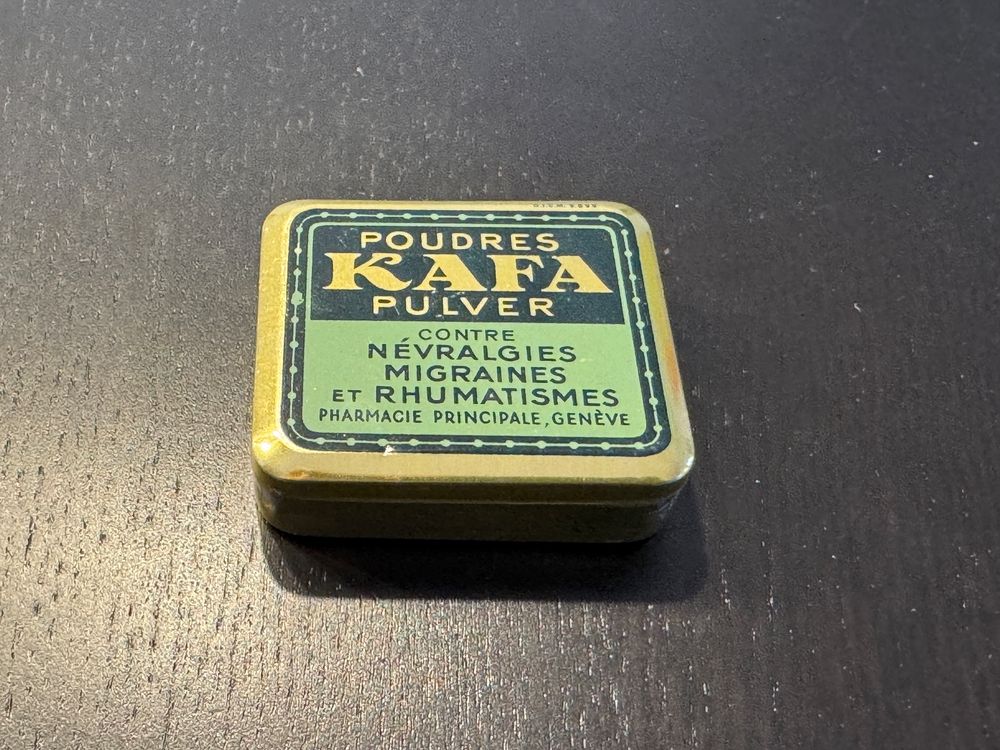 POUDRES
KAFA
PULVER
CONTRE
NÉVRALGIES
MIGRAINES
ET RHUMATISMES
PHARMACIE PRINCIPALE, GENÈVE